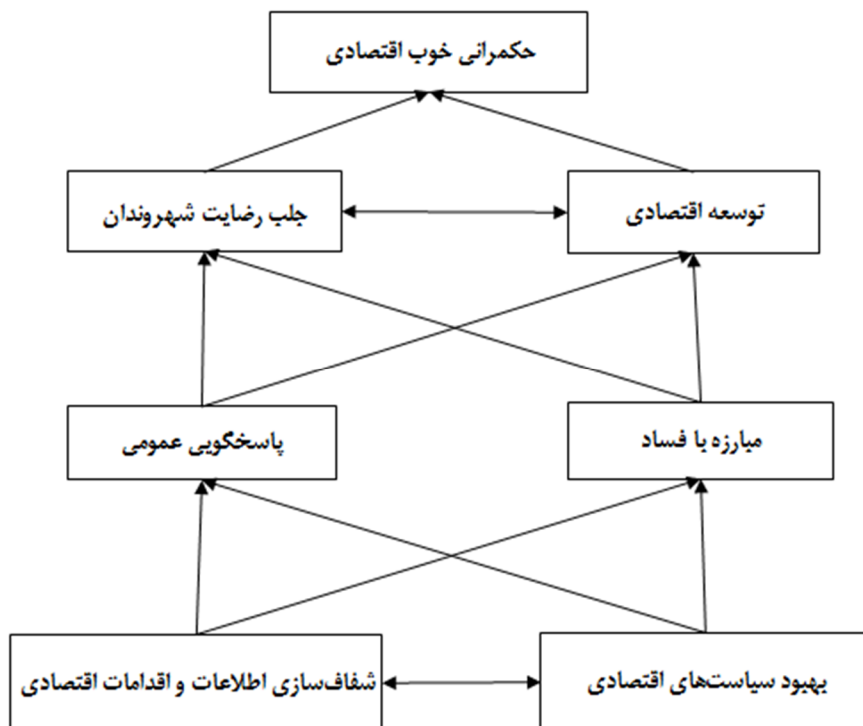 حکمرانی خوب اقتصادی
توسعه اقتصادی
جلب رضایت شهروندان
مبارزه با فساد
پاسخگویی عمومی
بهبود سیاست‌های اقتصادی
شفاف‌سازی اطلاعات و اقدامات اقتصادی